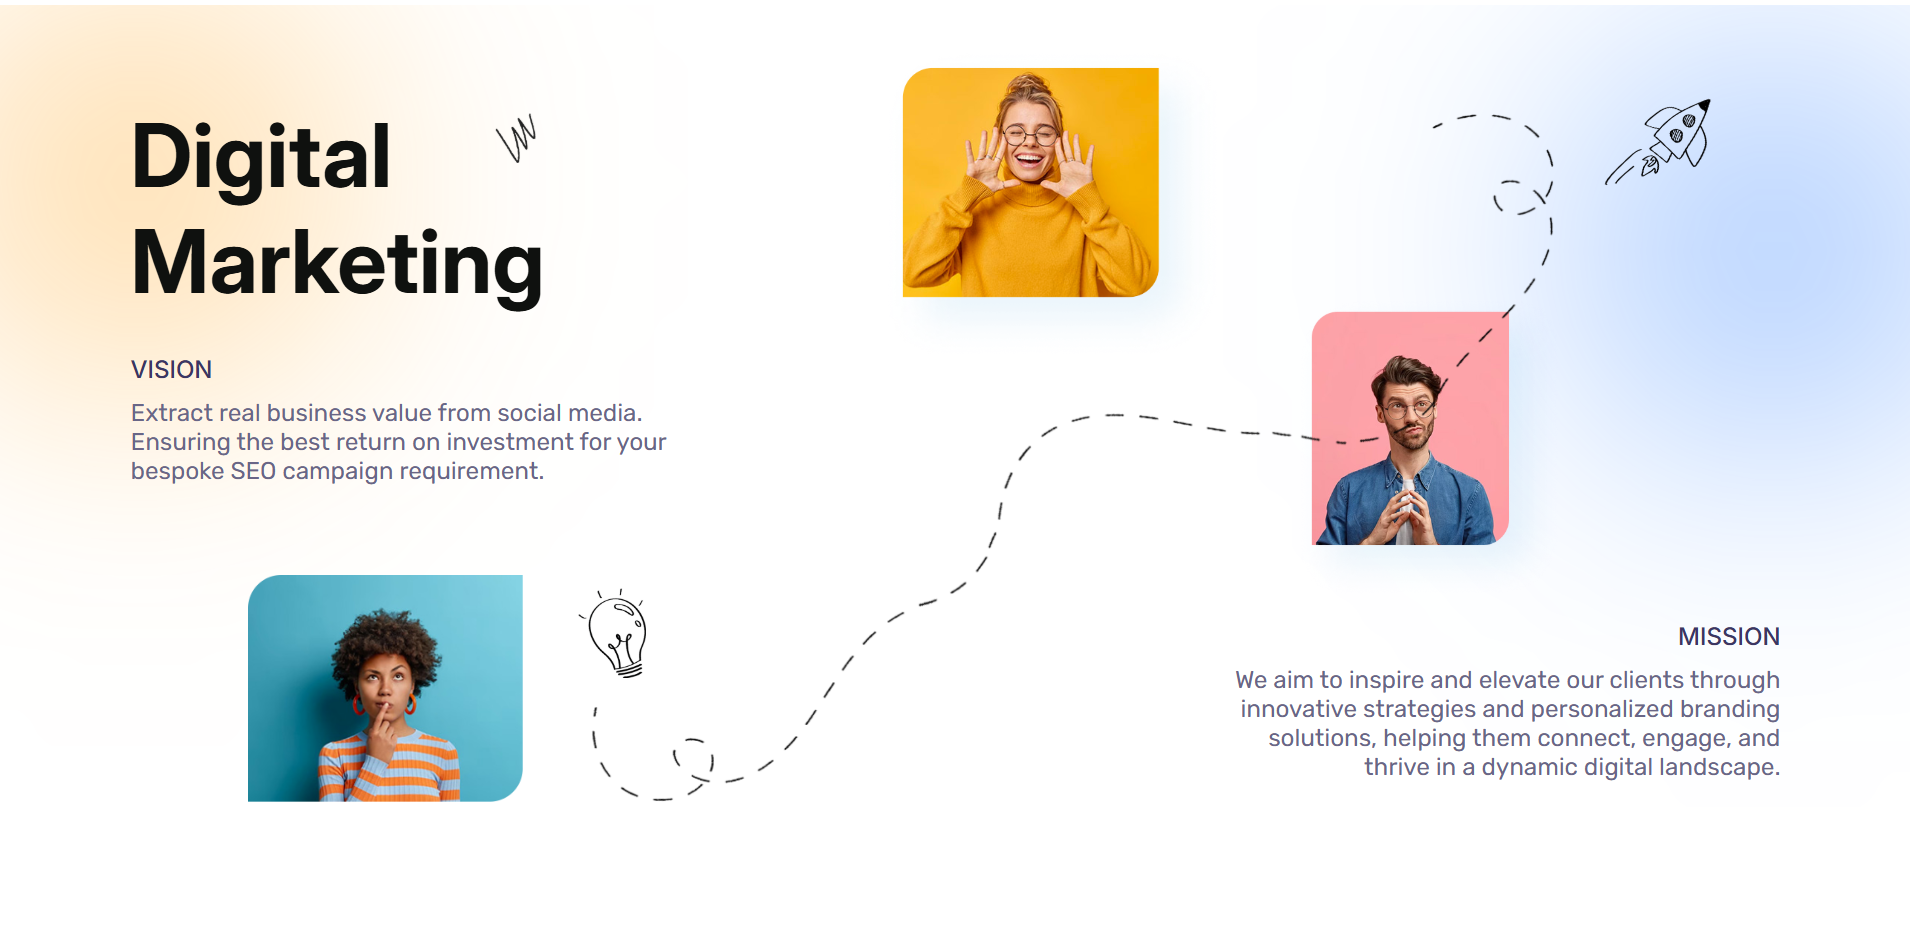 Digital
Marketing
VISION
Extract real business value from social media.
Ensuring the best return on investment for your
bespoke SEO campaign requirement.
MISSION
We aim to inspire and elevate our clients through
innovative strategies and personalized branding
solutions, helping them connect, engage, and
thrive in a dynamic digital landscape.